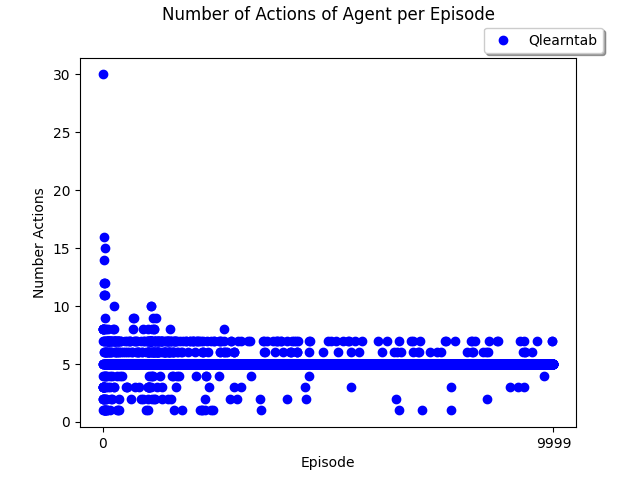 Number of Actions of Agent per Episode
Qlearntab
30
25
20
15
10
5
0
Number Actions
0
9999
Episode